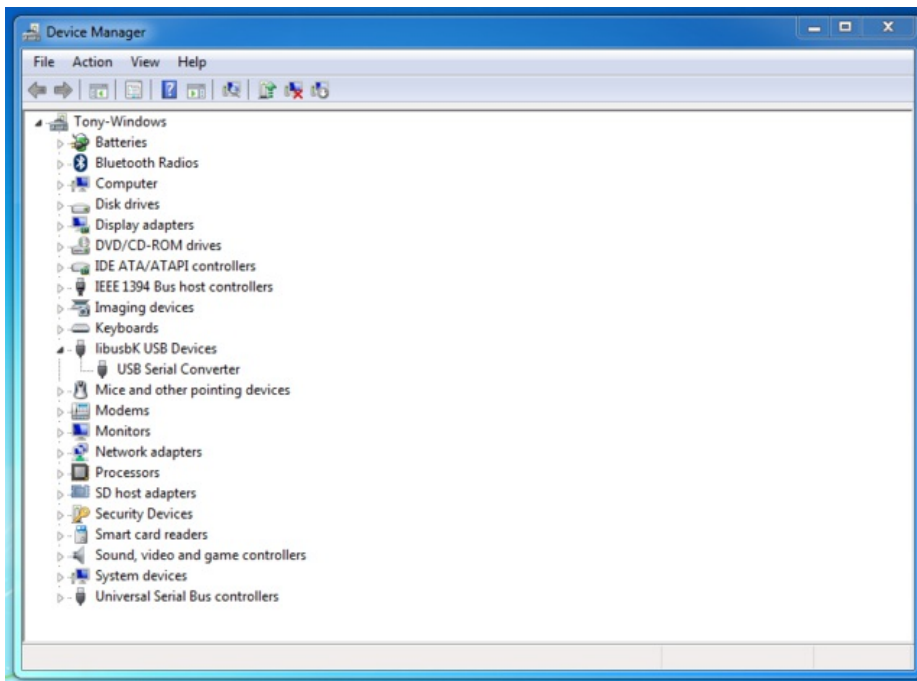 Device Manager
File Action View Help
Tony-Windows
Batteries
Bluetooth Radios
Computer
Disk drives
Display adapters
DVD/CD-ROM drives
IDE ATA/ATAPI controllers
IEEE 1394 Bus host controllers
Imaging devices
Keyboards
libusbK USB Devices
USB Serial Converter
Mice and other pointing devices
Modems
Monitors
Network adapters
Processors
SD host adapters
Security Devices
Smart card readers
Sound, video and game controllers
System devices
Universal Serial Bus controllers